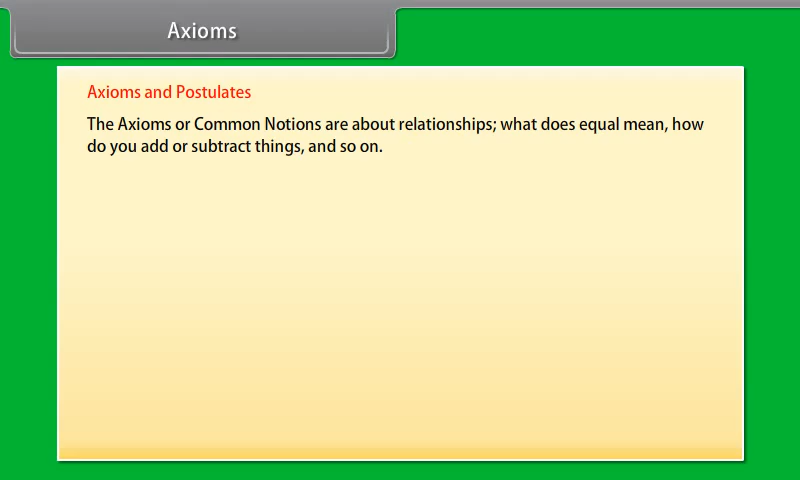 Axioms
Axioms and Postulates
The Axioms or Common Notions are about relationships; what does equal mean, how
do you add or subtract things, and so on.